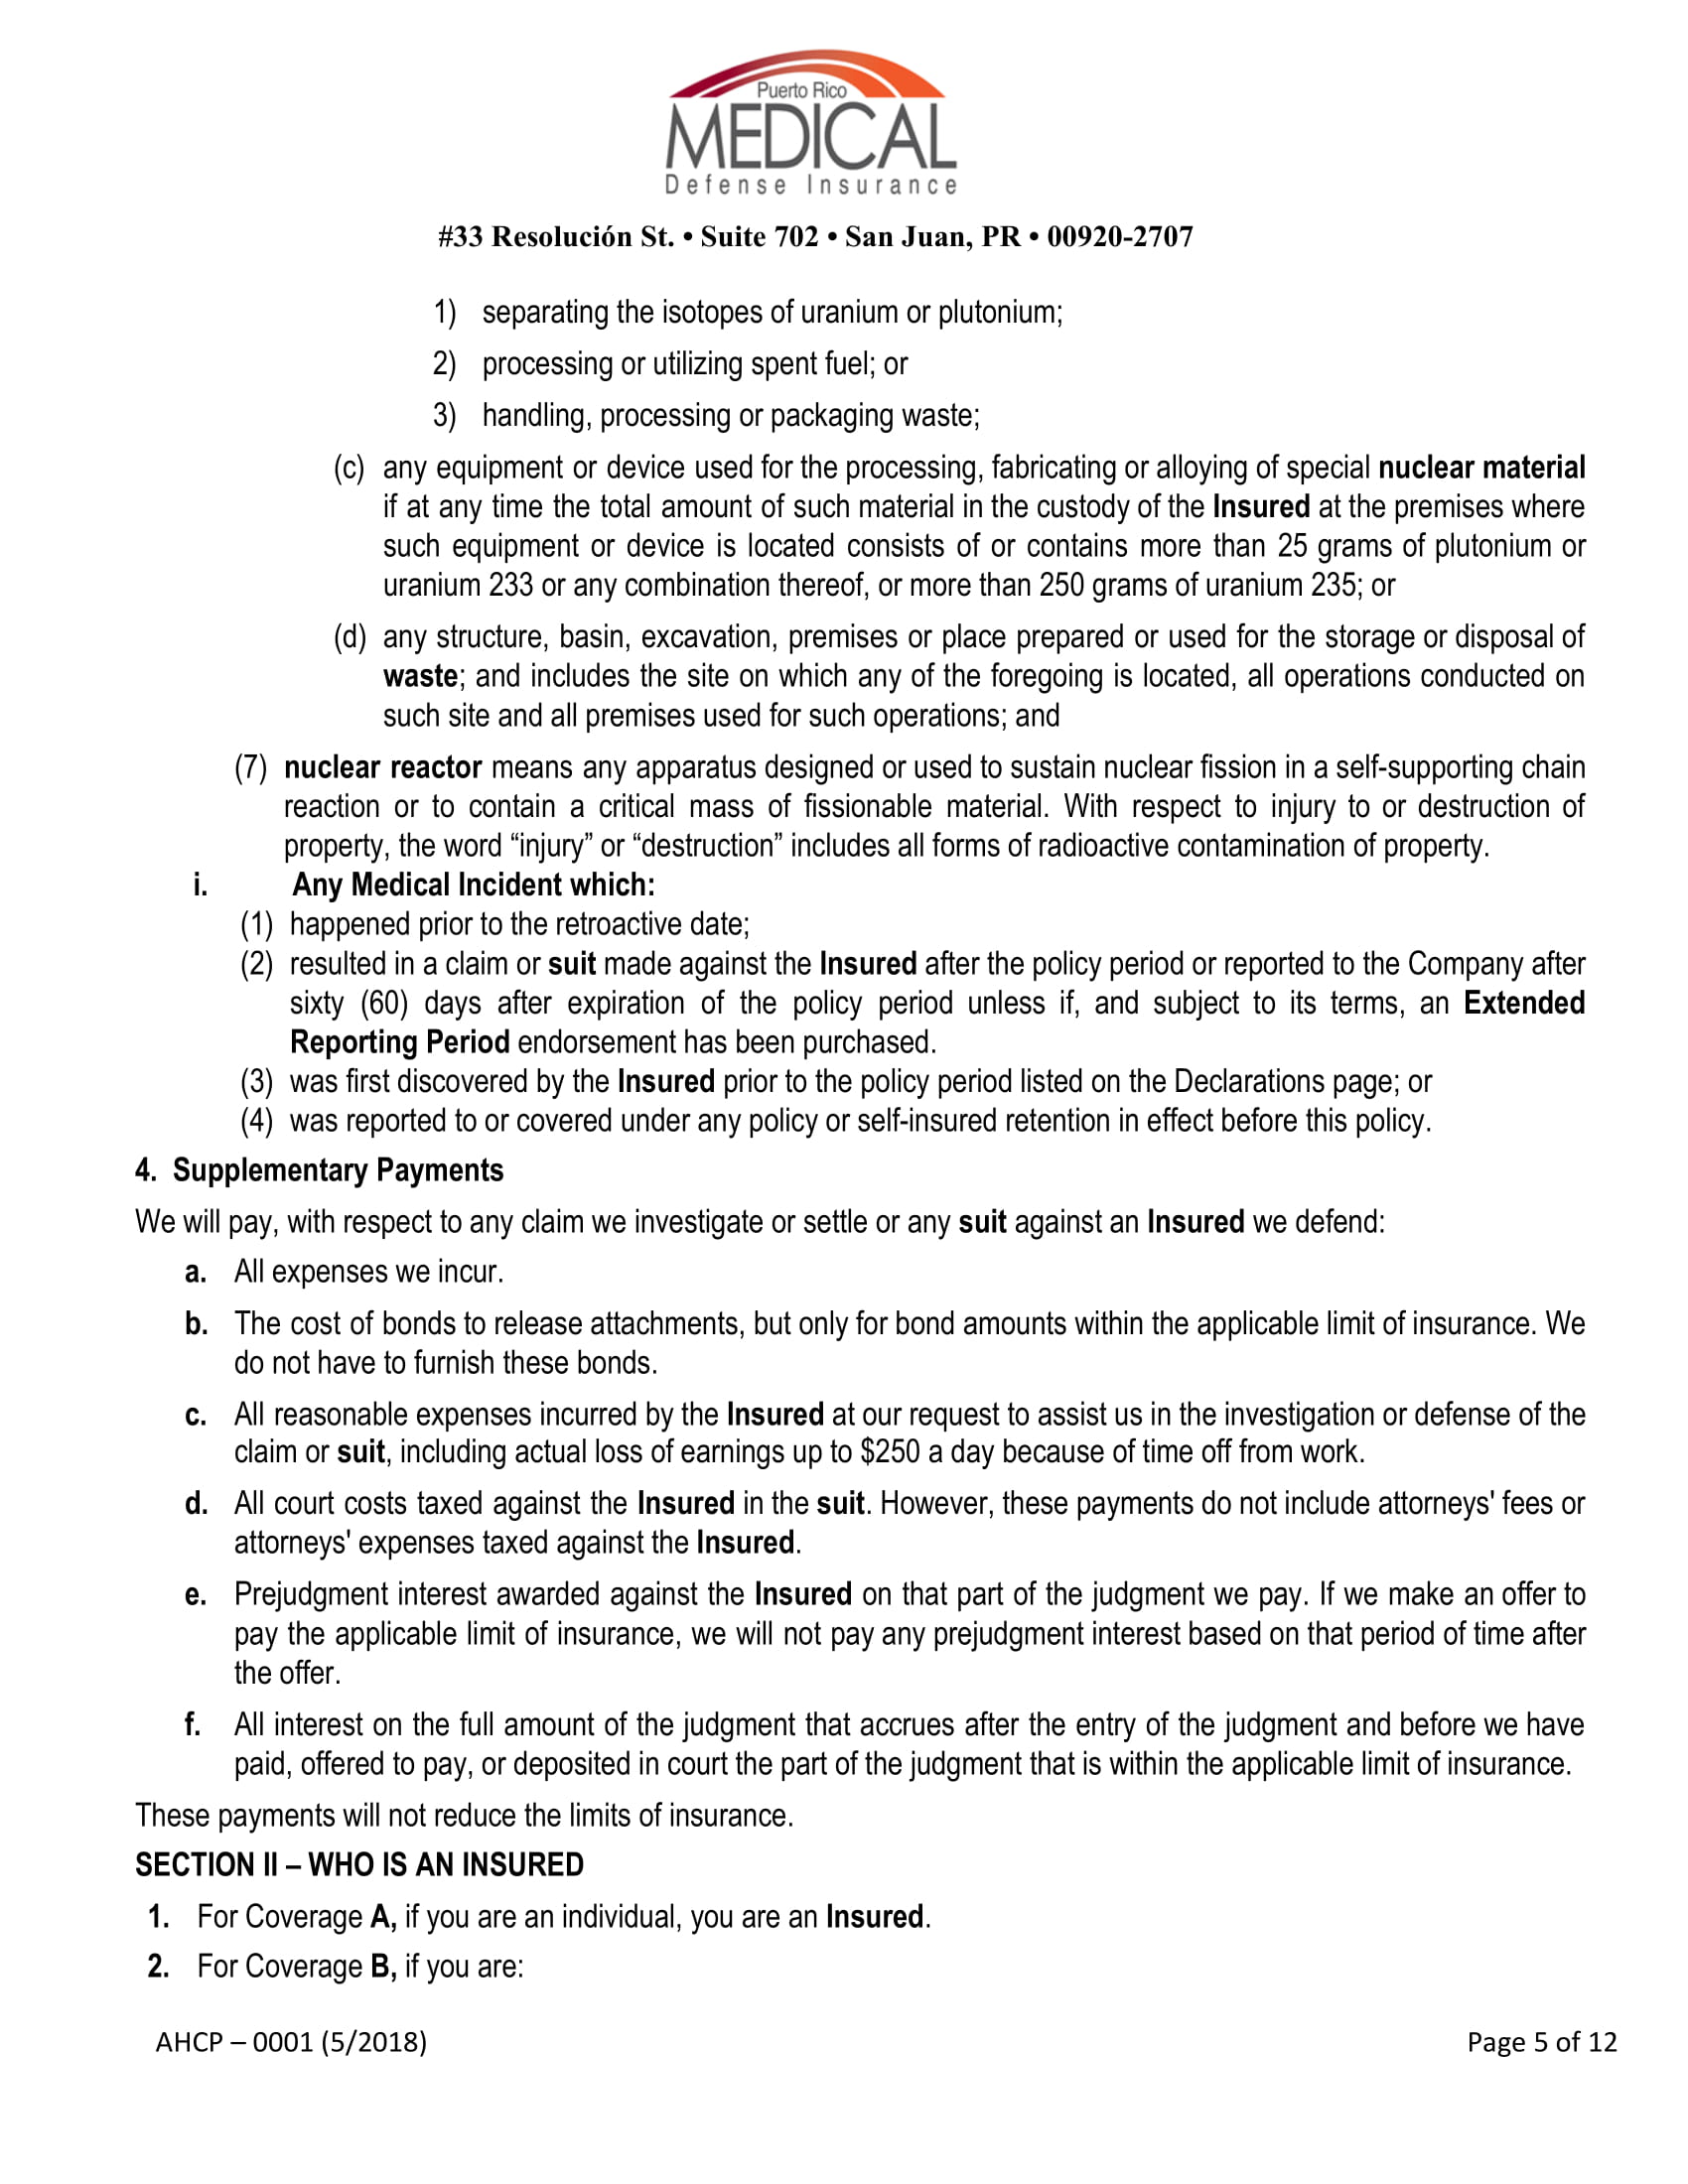 Puerto Rico
MEDICAL
Defense Insurance
#33 Resolución St. • Suite 702 • San Juan, PR • 00920-2707
1) separating the isotopes of uranium or plutonium;
2) processing or utilizing spent fuel; or
3) handling, processing or packaging waste;
(c) any equipment or device used for the processing, fabricating or alloying of special nuclear material
if at any time the total amount of such material in the custody of the Insured at the premises where
such equipment or device is located consists of or contains more than 25 grams of plutonium or
uranium 233 or any combination thereof, or more than 250 grams of uranium 235; or
(d) any structure, basin, excavation, premises or place prepared or used for the storage or disposal of
waste; and includes the site on which any of the foregoing is located, all operations conducted on
such site and all premises used for such operations; and
(7) nuclear reactor means any apparatus designed or used to sustain nuclear fission in a self-supporting chain
reaction or to contain a critical mass of fissionable material. With respect to injury to or destruction of
property, the word “injury” or “destruction” includes all forms of radioactive contamination of property.
i. Any Medical Incident which:
(1) happened prior to the retroactive date;
(2) resulted in a claim or suit made against the Insured after the policy period or reported to the Company after
sixty (60) days after expiration of the policy period unless if, and subject to its terms, an Extended
Reporting Period endorsement has been purchased.
(3) was first discovered by the Insured prior to the policy period listed on the Declarations page; or
(4) was reported to or covered under any policy or self-insured retention in effect before this policy.
4. Supplementary Payments
We will pay, with respect to any claim we investigate or settle or any suit against an Insured we defend:
a. All expenses we incur.
b. The cost of bonds to release attachments, but only for bond amounts within the applicable limit of insurance. We
do not have to furnish these bonds.
c. All reasonable expenses incurred by the Insured at our request to assist us in the investigation or defense of the
claim or suit, including actual loss of earnings up to $250 a day because of time off from work.
d. All court costs taxed against the Insured in the suit. However, these payments do not include attorneys' fees or
attorneys' expenses taxed against the Insured.
e. Prejudgment interest awarded against the Insured on that part of the judgment we pay. If we make an offer to
pay the applicable limit of insurance, we will not pay any prejudgment interest based on that period of time after
the offer.
f. All interest on the full amount of the judgment that accrues after the entry of the judgment and before we have
paid, offered to pay, or deposited in court the part of the judgment that is within the applicable limit of insurance.
These payments will not reduce the limits of insurance.
SECTION II – WHO IS AN INSURED
1. For Coverage A, if you are an individual, you are an Insured.
2. For Coverage B, if you are:
AHCP – 0001 (5/2018)
Page 5 of 12